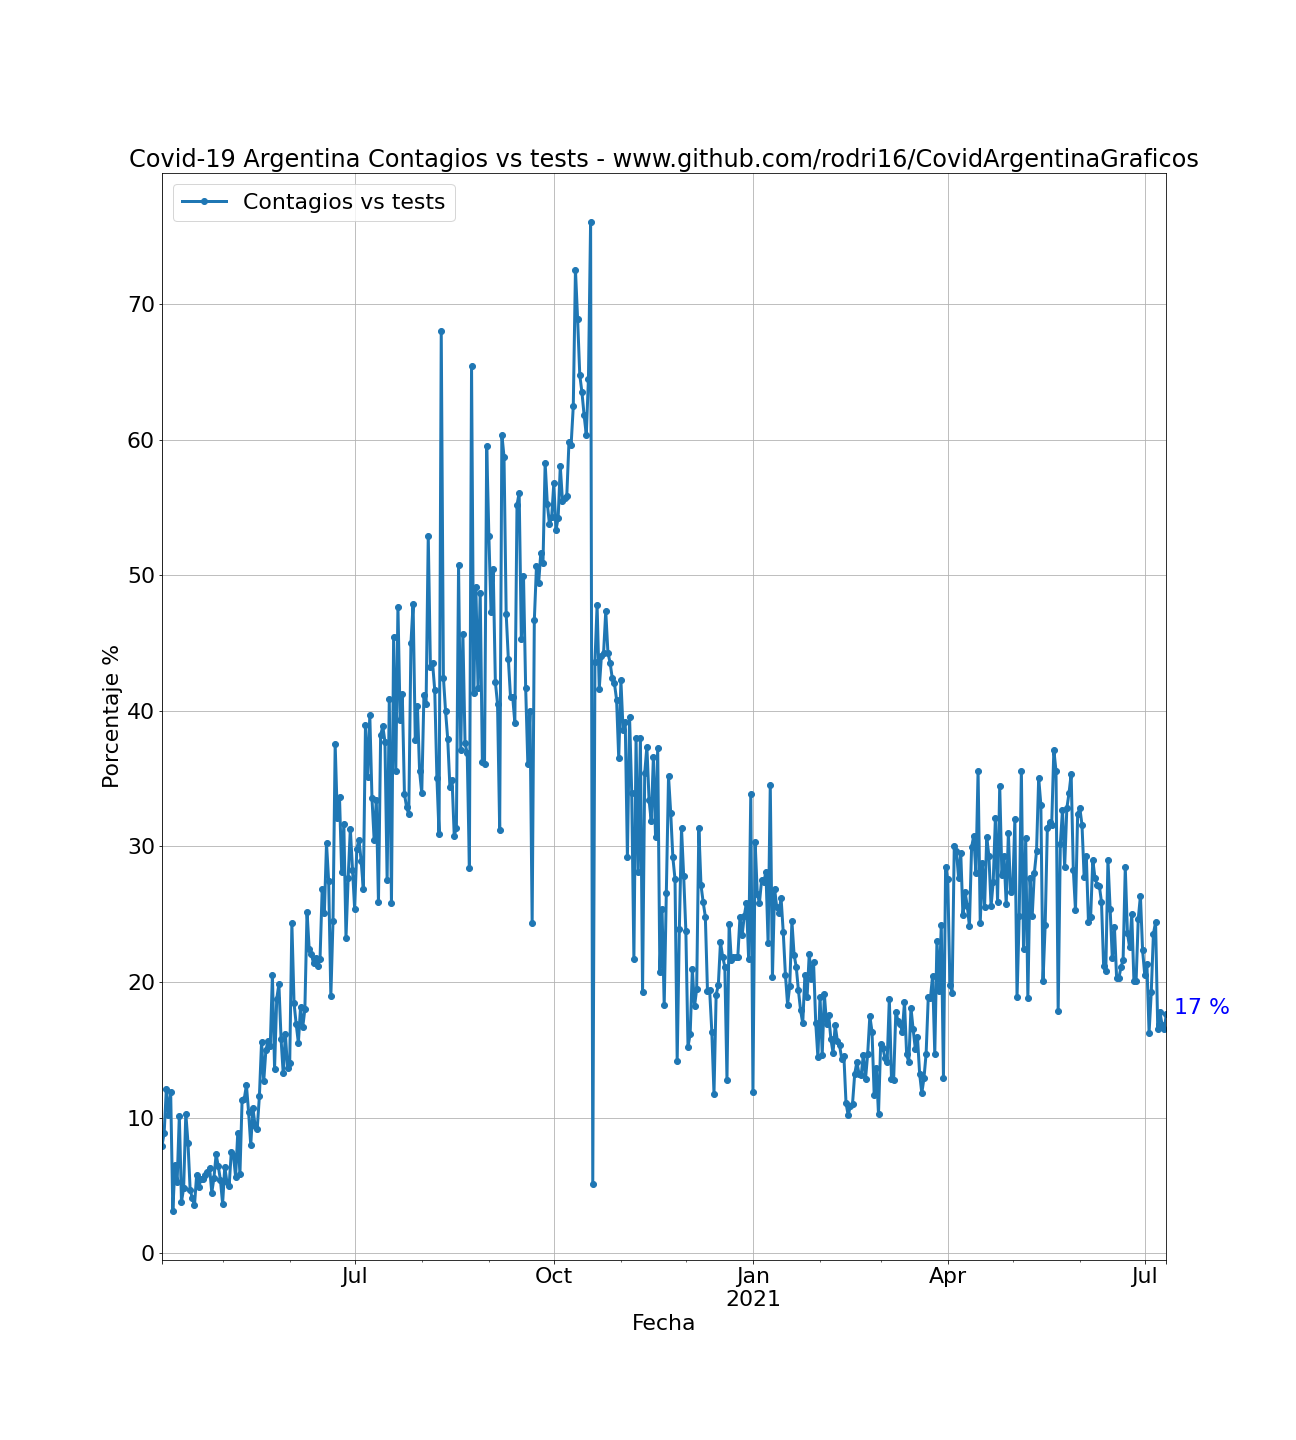 Covid-19 Argentina Contagios vs tests - www.github.com/rodri16/CovidArgentinaGraficos
Contagios vs tests
70
60
50
40
30
20
10
0
Porcentaje %
17 %
Jul
Oct
Jan
2021
Apr
Jul
Fecha